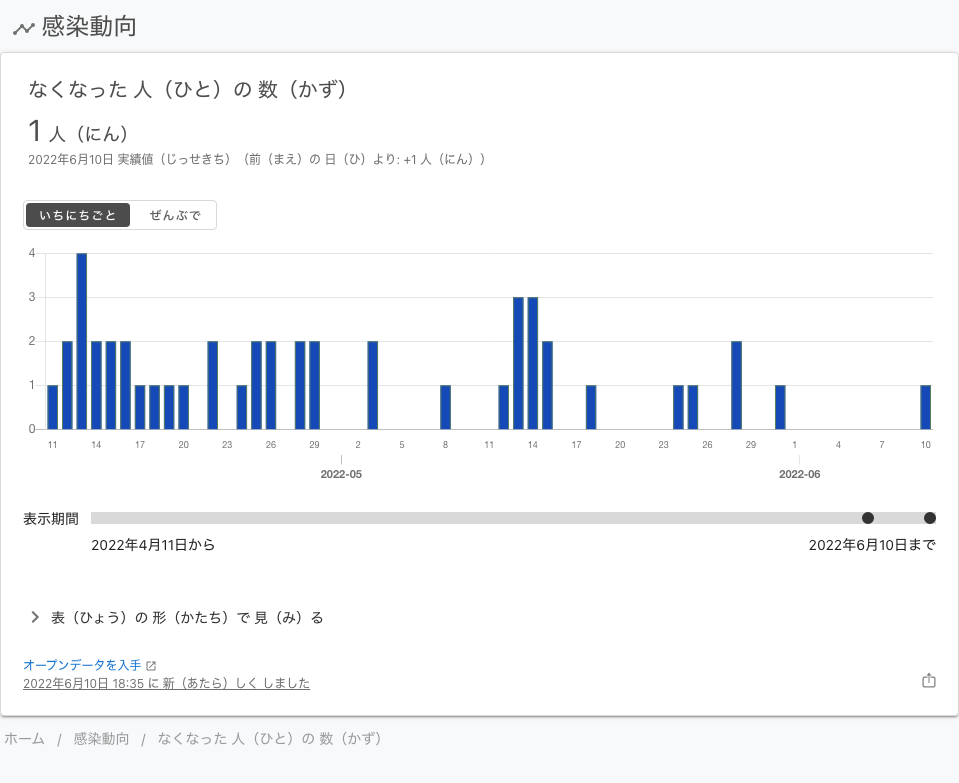 感染動向
なくなった 人（ひと）の 数（かず）
1 人（にん）
2022年6月10日 実績値（じっせきち）（前（まえ）の 日（ひ）より: +1 人（にん））
いちにちごと ぜんぶで
4
3
2
1
0
11 14 17 20 23 26 29 2 5 8 11 14 17 20 23 26 29 1 4 7 10
2022-05 2022-06
表示期間
2022年4月11日から 2022年6月10日まで
表（ひょう）の 形（かたち）で 見（み）る
オープンデータを入手
2022年6月10日 18:35 に 新（あたら）しく しました
ホーム / 感染動向 / なくなった 人（ひと）の 数（かず）